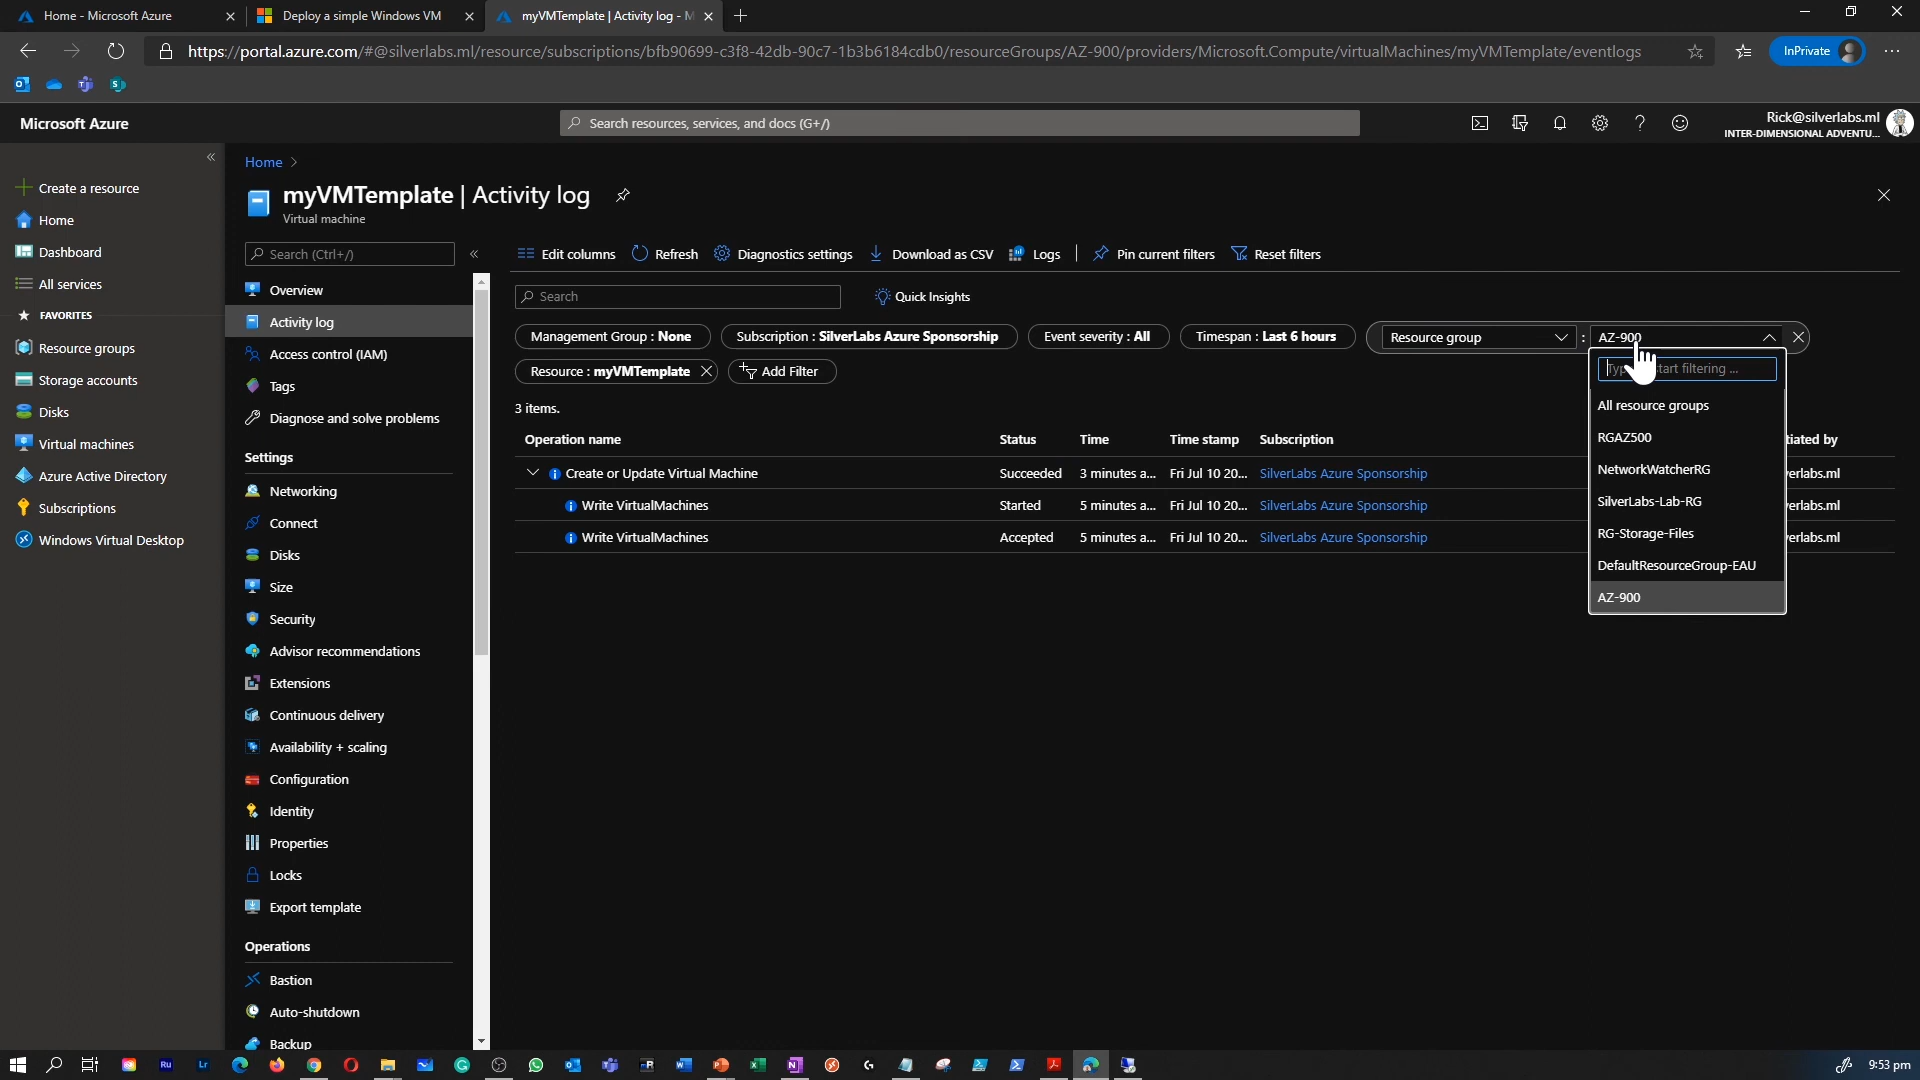 Home - Microsoft Azure
Deploy a simple Windows VM
myVMTemplate | Activity log - M
https://portal.azure.com/#@silverlabs.ml/resource/subscriptions/bfb90699-c3f8-42db-90c7-1b3b6184cdb0/resourceGroups/AZ-900/providers/Microsoft.Compute/virtualMachines/myVMTemplate/eventlogs
InPrivate
Microsoft Azure
Search resources, services, and docs (G+/)
Rick@silverlabs.ml
INTER-DIMENSIONAL ADVENTU...
Create a resource
Home
Dashboard
All services
FAVORITES
Resource groups
Storage accounts
Disks
Virtual machines
Azure Active Directory
Subscriptions
Windows Virtual Desktop
Home >
myVMTemplate | Activity log
Virtual machine
Search (Ctrl+/)
Overview
Activity log
Access control (IAM)
Tags
Diagnose and solve problems
Settings
Networking
Connect
Disks
Size
Security
Advisor recommendations
Extensions
Continuous delivery
Availability + scaling
Configuration
Identity
Properties
Locks
Export template
Operations
Bastion
Auto-shutdown
Backup
Edit columns Refresh Diagnostics settings Download as CSV Logs Pin current filters Reset filters
Search
Quick Insights
Management Group : None Subscription : SilverLabs Azure Sponsorship Event severity : All Timespan : Last 6 hours Resource group : AZ-900
Resource : myVMTemplate Add Filter
start filtering ...
All resource groups
RGAZ500
NetworkWatcherRG
SilverLabs-Lab-RG
RG-Storage-Files
DefaultResourceGroup-EAU
AZ-900
3 items.
Operation name Status Time Time stamp Subscription tiated by
Create or Update Virtual Machine Succeeded 3 minutes a... Fri Jul 10 20... SilverLabs Azure Sponsorship verlabs.ml
Write VirtualMachines Started 5 minutes a... Fri Jul 10 20... SilverLabs Azure Sponsorship verlabs.ml
Write VirtualMachines Accepted 5 minutes a... Fri Jul 10 20... SilverLabs Azure Sponsorship verlabs.ml
9:53 pm